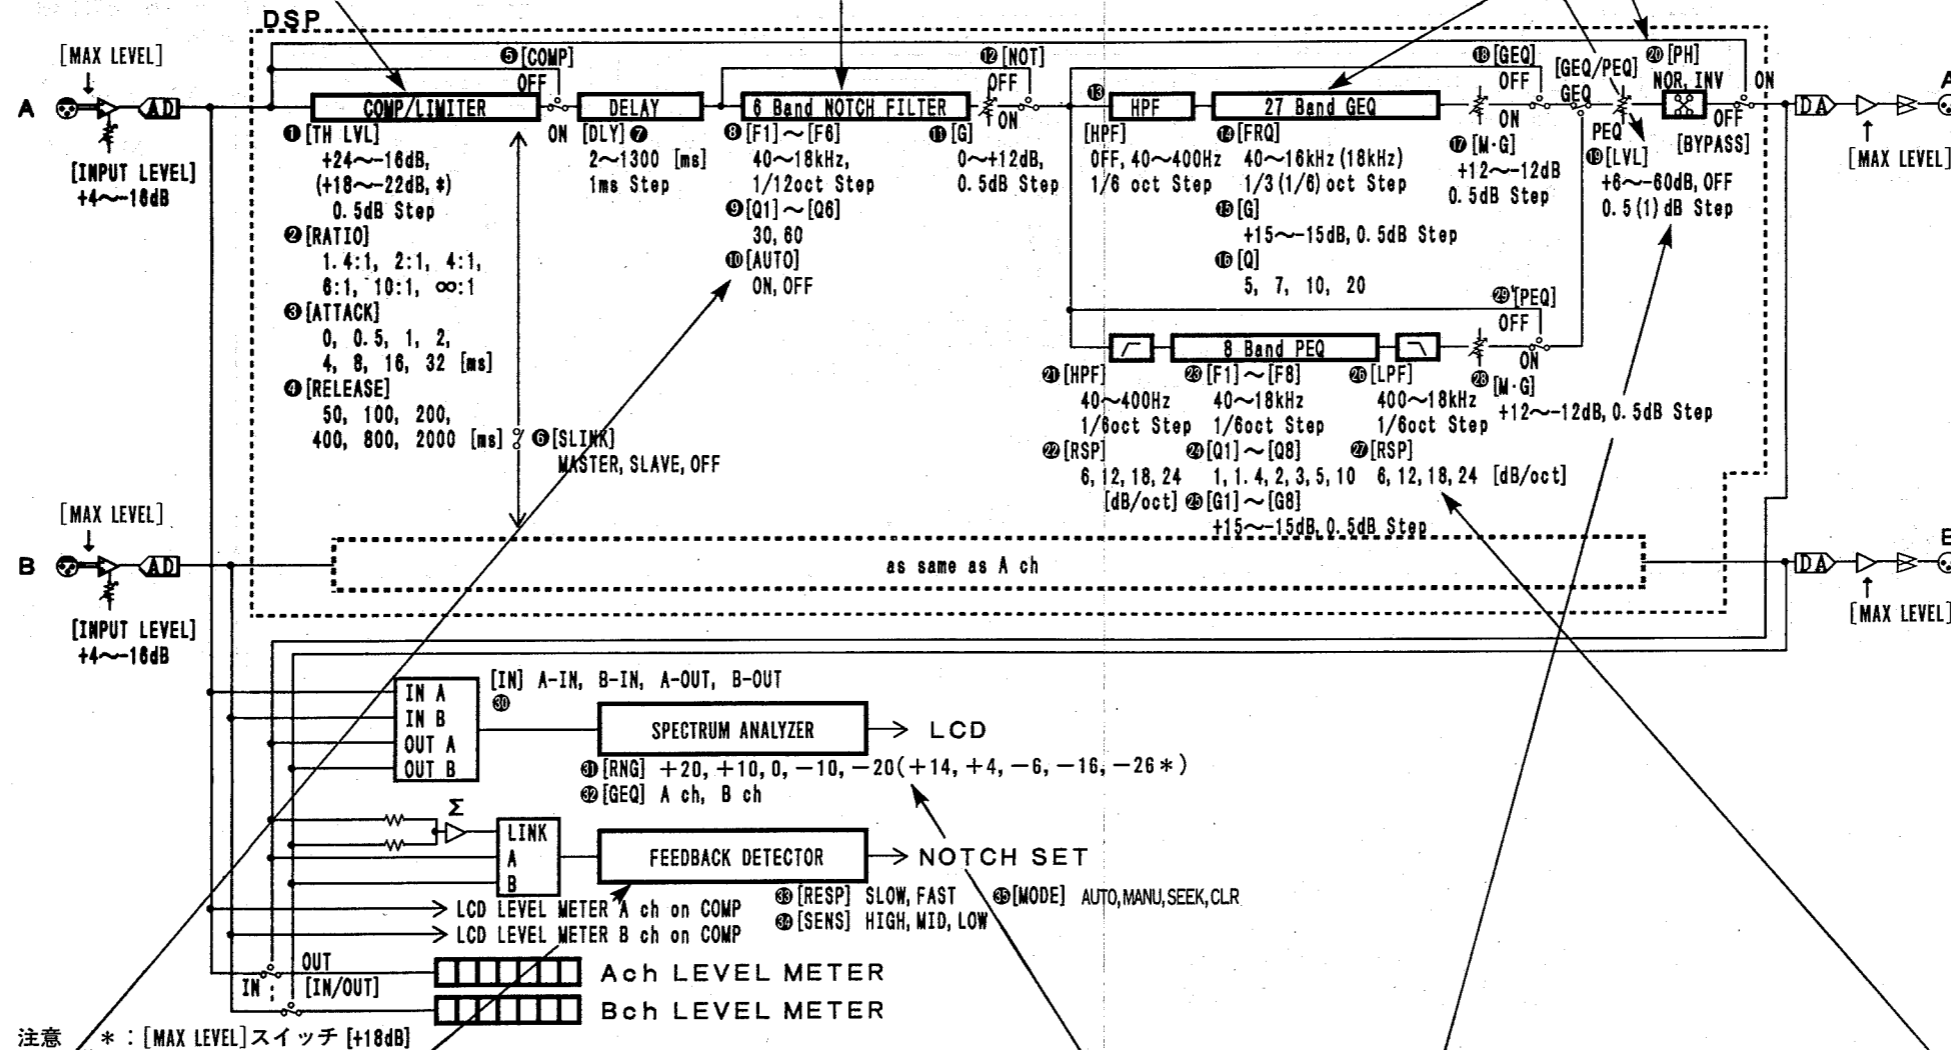 DSP
[MAX LEVEL]
A
AD
[INPUT LEVEL]
+4〜-16dB
❺[COMP]
OFF
ON
COMP/LIMITER
❶[TH LVL]
+24〜-16dB,
(+18〜-22dB, *)
0.5dB Step
❷[RATIO]
1.4:1, 2:1, 4:1,
6:1, 10:1, ∞:1
❸[ATTACK]
0, 0.5, 1, 2,
4, 8, 16, 32 [ms]
❹[RELEASE]
50, 100, 200,
400, 800, 2000 [ms]
❻[SLINK]
MASTER, SLAVE, OFF
DELAY
[DLY]❼
2〜1300 [ms]
1ms Step
6 Band NOTCH FILTER
❽[F1]〜[F6]
40〜18kHz,
1/12oct Step
❾[Q1]〜[Q6]
30, 60
❿[AUTO]
ON, OFF
⓬[NOT]
OFF
ON
⓫[G]
0〜+12dB,
0.5dB Step
⓭
HPF
[HPF]
OFF, 40〜400Hz
1/6 oct Step
27 Band GEQ
⓮[FRQ]
40〜16kHz(18kHz)
1/3(1/6)oct Step
⓯[G]
+15〜-15dB, 0.5dB Step
⓰[Q]
5, 7, 10, 20
⓲[GEQ]
OFF
ON
⓱[M·G]
+12〜-12dB
0.5dB Step
[GEQ/PEQ]
GEQ
PEQ
⓳[LVL]
+6〜-60dB, OFF
0.5(1)dB Step
⓴[PH]
NOR, INV
ON
OFF
[BYPASS]
DA
[MAX LEVEL]
㉙[PEQ]
OFF
ON
8 Band PEQ
㉑[HPF]
40〜400Hz
1/6oct Step
㉒[RSP]
6, 12, 18, 24
[dB/oct]
㉓[F1]〜[F8]
40〜18kHz
1/6oct Step
㉔[Q1]〜[Q8]
1, 1.4, 2, 3, 5, 10
㉕[G1]〜[G8]
+15〜-15dB, 0.5dB Step
㉖[LPF]
400〜18kHz
1/6oct Step
㉗[RSP]
6, 12, 18, 24 [dB/oct]
㉘[M·G]
+12〜-12dB, 0.5dB Step
[MAX LEVEL]
B
AD
[INPUT LEVEL]
+4〜-16dB
as same as A ch
DA
[MAX LEVEL]
IN A
IN B
OUT A
OUT B
[IN] A-IN, B-IN, A-OUT, B-OUT
㉚
SPECTRUM ANALYZER
LCD
㉛[RNG] +20, +10, 0, -10, -20(+14, +4, -6, -16, -26*)
㉜[GEQ] A ch, B ch
Σ
LINK
A
B
FEEDBACK DETECTOR
NOTCH SET
㉝[RESP] SLOW, FAST
㉞[SENS] HIGH, MID, LOW
㉟[MODE] AUTO, MANU, SEEK, CLR
LCD LEVEL METER A ch on COMP
LCD LEVEL METER B ch on COMP
OUT
IN
[IN/OUT]
Ach LEVEL METER
Bch LEVEL METER
注意 *:[MAX LEVEL]スイッチ[+18dB]